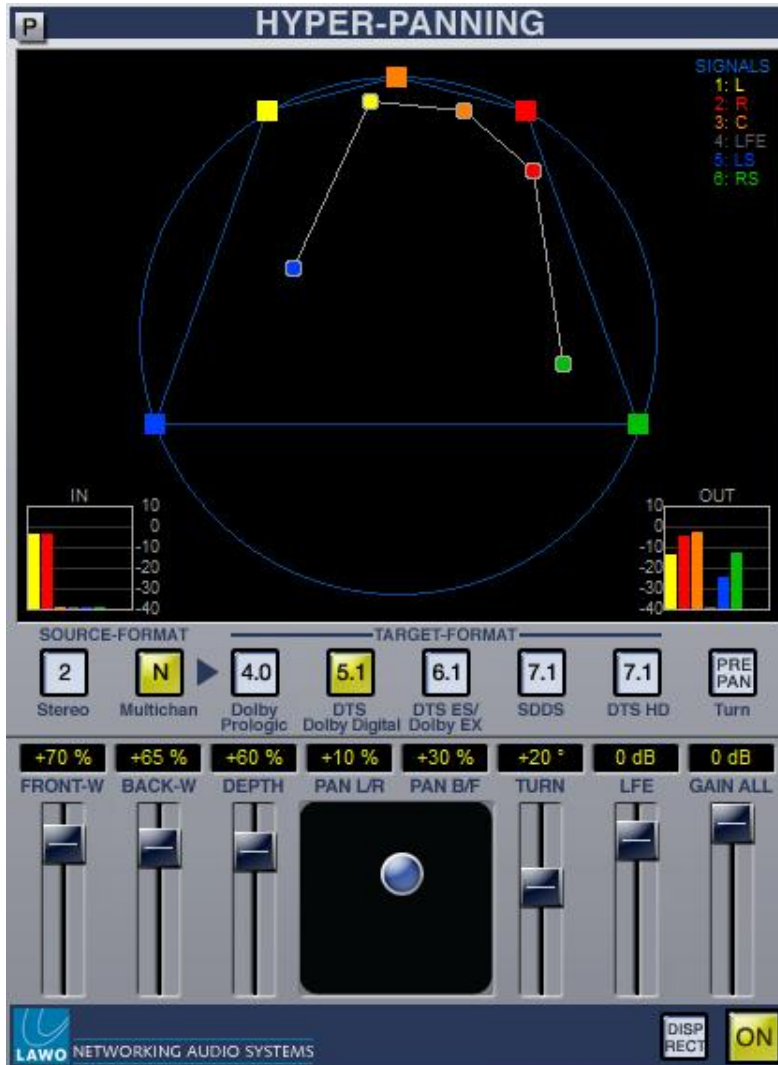 P HYPER-PANNING
SIGNALS
1: L
2: R
3: C
4: LFE
5: LS
6: RS
IN
10
0
-10
-20
-30
-40
OUT
10
0
-10
-20
-30
-40
SOURCE-FORMAT TARGET-FORMAT
2 N 4.0 5.1 6.1 7.1 7.1 PRE PAN
Stereo Multichan Dolby Prologic DTS Dolby Digital DTS ES/ Dolby EX SDDS DTS HD Turn
+70 % +65 % +60 % +10 % +30 % +20 ° 0 dB 0 dB
FRONT-W BACK-W DEPTH PAN L/R PAN B/F TURN LFE GAIN ALL
LAWO NETWORKING AUDIO SYSTEMS
DISP RECT
ON